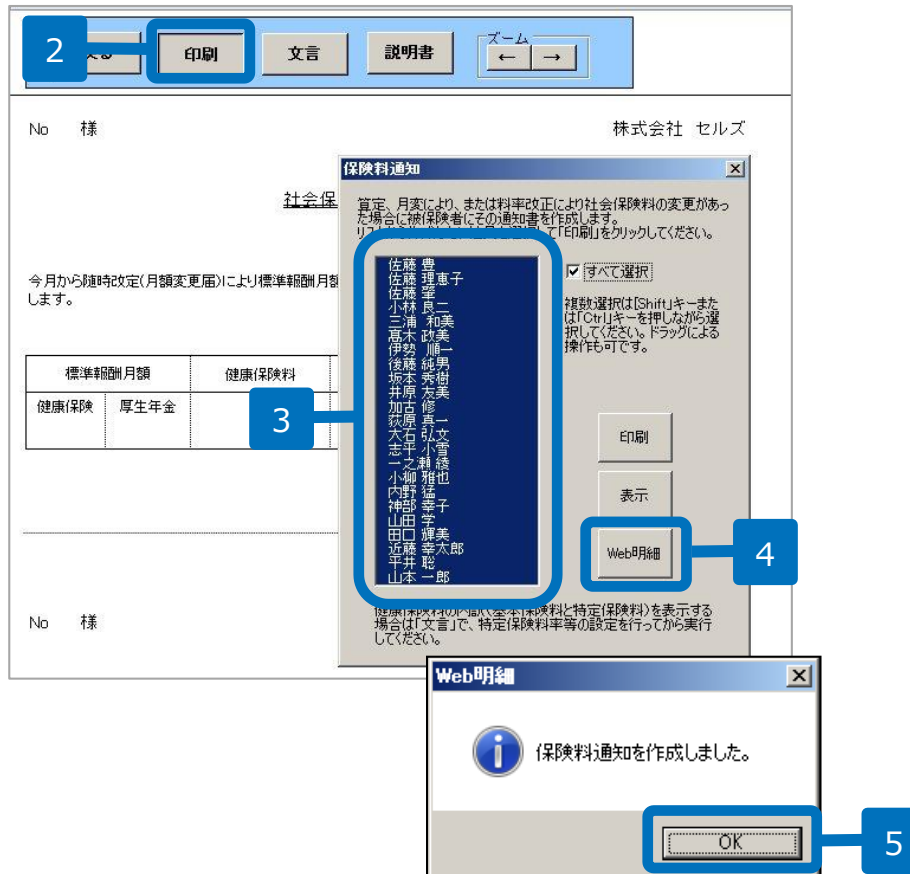 2
印刷
文言
説明書
ズーム
← →
No 様
株式会社 セルズ
保険料通知
社会保
算定、月変により、または料率改正により社会保険料の変更があっ
た場合に被保険者にその通知書を作成します。
して「印刷」をクリックしてください。
今月から随時改定(月額変更届)により標準報酬月額
します。
標準報酬月額 健康保険料
健康保険 厚生年金
3
佐藤 豊
佐藤 理恵子
佐藤 肇
小林 良二
三浦 和美
高木 政美
伊勢 順一
後藤 純男
坂本 秀樹
井原 友美
加古 修
荻原 真一
大石 弘文
志平 小雪
一之瀬 綾
小柳 雅也
内野 猛
神部 幸子
山田 学
田口 輝美
近藤 幸太郎
平井 聡
山本 一郎
すべて選択
複数選択は[Shift]キーまた
は「Ctrl」キーを押しながら選
択してください。ドラッグによる
操作も可です。
印刷
表示
Web明細
4
健康保険料の内訳(基本保険料と特定保険料)を表示する
場合は「文言」で、特定保険料率等の設定を行ってから実行
してください。
No 様
Web明細
保険料通知を作成しました。
OK
5